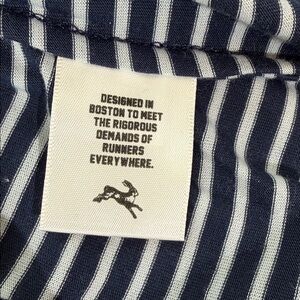 DESIGNED IN
BOSTON TO MEET
THE RIGOROUS
DEMANDS OF
RUNNERS
EVERYWHERE.